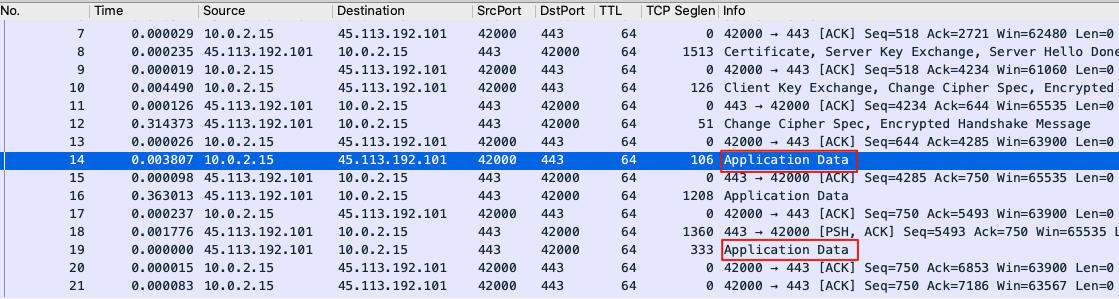 No. Time Source Destination SrcPort DstPort TTL TCP Seglen Info
7 0.000029 10.0.2.15 45.113.192.101 42000 443 64 0 42000 → 443 [ACK] Seq=518 Ack=2721 Win=62480 Len=0
8 0.000235 45.113.192.101 10.0.2.15 443 42000 64 1513 Certificate, Server Key Exchange, Server Hello Done
9 0.000019 10.0.2.15 45.113.192.101 42000 443 64 0 42000 → 443 [ACK] Seq=518 Ack=4234 Win=61060 Len=0
10 0.004490 10.0.2.15 45.113.192.101 42000 443 64 126 Client Key Exchange, Change Cipher Spec, Encrypted
11 0.000126 45.113.192.101 10.0.2.15 443 42000 64 0 443 → 42000 [ACK] Seq=4234 Ack=644 Win=65535 Len=0
12 0.314373 45.113.192.101 10.0.2.15 443 42000 64 51 Change Cipher Spec, Encrypted Handshake Message
13 0.000026 10.0.2.15 45.113.192.101 42000 443 64 0 42000 → 443 [ACK] Seq=644 Ack=4285 Win=63900 Len=0
14 0.003807 10.0.2.15 45.113.192.101 42000 443 64 106 Application Data
15 0.000098 45.113.192.101 10.0.2.15 443 42000 64 0 443 → 42000 [ACK] Seq=4285 Ack=750 Win=65535 Len=0
16 0.363013 45.113.192.101 10.0.2.15 443 42000 64 1208 Application Data
17 0.000237 10.0.2.15 45.113.192.101 42000 443 64 0 42000 → 443 [ACK] Seq=750 Ack=5493 Win=63900 Len=0
18 0.001776 45.113.192.101 10.0.2.15 443 42000 64 1360 443 → 42000 [PSH, ACK] Seq=5493 Ack=750 Win=65535 L
19 0.000000 45.113.192.101 10.0.2.15 443 42000 64 333 Application Data
20 0.000015 10.0.2.15 45.113.192.101 42000 443 64 0 42000 → 443 [ACK] Seq=750 Ack=6853 Win=63900 Len=0
21 0.000083 10.0.2.15 45.113.192.101 42000 443 64 0 42000 → 443 [ACK] Seq=750 Ack=7186 Win=63567 Len=0